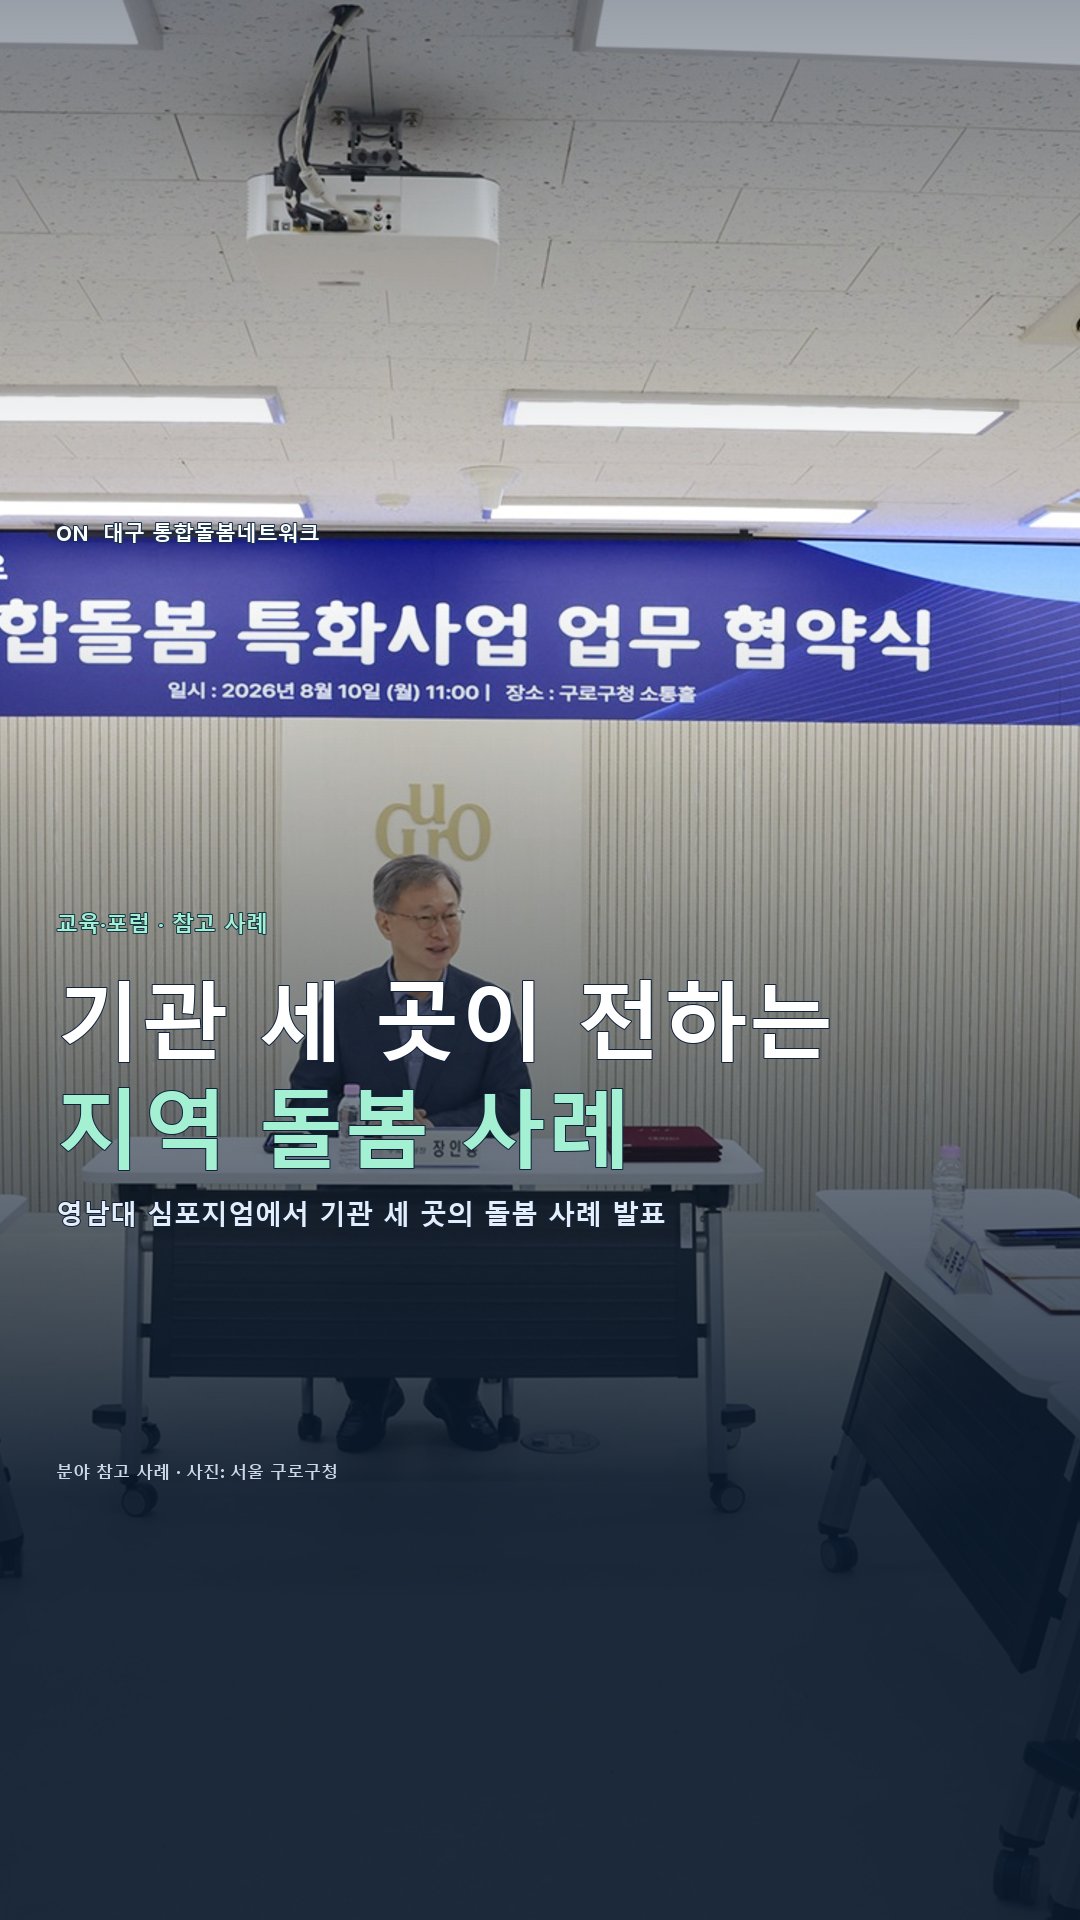 ON 대구 통합돌봄네트워크
합돌봄 특화사업 업무 협약식
일시 : 2026년 8월 10일 (월) 11:00 | 장소 : 구로구청 소통홀
GurO
교육·포럼 · 참고 사례
기관 세 곳이 전하는
지역 돌봄 사례
장인홍
영남대 심포지엄에서 기관 세 곳의 돌봄 사례 발표
분야 참고 사례 · 사진: 서울 구로구청